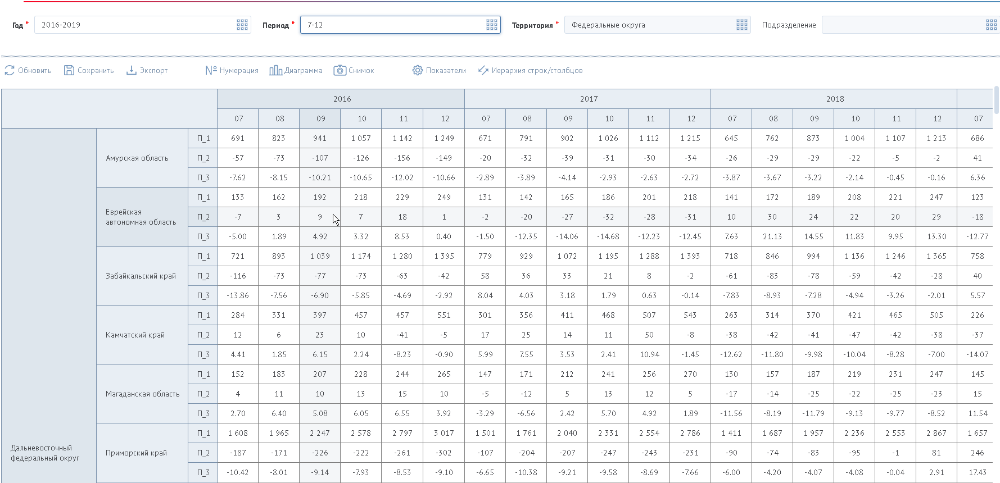 Год * 2016-2019 Период * 7-12 Территория * Федеральные округа Подразделение
Обновить Сохранить Экспорт Nº Нумерация Диаграмма Снимок Показатели Иерархия строк/столбцов
2016 2017 2018
07 08 09 10 11 12 07 08 09 10 11 12 07 08 09 10 11 12 07
П_1 691 823 941 1 057 1 142 1 249 671 791 902 1 026 1 112 1 215 645 762 873 1 004 1 107 1 213 686
Амурская область П_2 -57 -73 -107 -126 -156 -149 -20 -32 -39 -31 -30 -34 -26 -29 -29 -22 -5 -2 41
П_3 -7.62 -8.15 -10.21 -10.65 -12.02 -10.66 -2.89 -3.89 -4.14 -2.93 -2.63 -2.72 -3.87 -3.67 -3.22 -2.14 -0.45 -0.16 6.36
П_1 133 162 192 218 229 249 131 142 165 186 201 218 141 172 189 208 221 247 123
Еврейская
автономная область
П_2 -7 3 9 7 18 1 -2 -20 -27 -32 -28 -31 10 30 24 22 20 29 -18
П_3 -5.00 1.89 4.92 3.32 8.53 0.40 -1.50 -12.35 -14.06 -14.68 -12.23 -12.45 7.63 21.13 14.55 11.83 9.95 13.30 -12.77
П_1 721 893 1 039 1 174 1 280 1 395 779 929 1 072 1 195 1 288 1 393 718 846 994 1 136 1 246 1 365 758
Забайкальский край П_2 -116 -73 -77 -73 -63 -42 58 36 33 21 8 -2 -61 -83 -78 -59 -42 -28 40
П_3 -13.86 -7.56 -6.90 -5.85 -4.69 -2.92 8.04 4.03 3.18 1.79 0.63 -0.14 -7.83 -8.93 -7.28 -4.94 -3.26 -2.01 5.57
П_1 284 331 397 457 457 551 301 356 411 468 507 543 263 314 370 421 465 505 226
Камчатский край П_2 12 6 23 10 -41 -5 17 25 14 11 50 -8 -38 -42 -41 -47 -42 -38 -37
П_3 4.41 1.85 6.15 2.24 -8.23 -0.90 5.99 7.55 3.53 2.41 10.94 -1.45 -12.62 -11.80 -9.98 -10.04 -8.28 -7.00 -14.07
П_1 152 183 207 228 244 265 147 171 212 241 256 270 130 157 187 219 231 247 145
Магаданская область П_2 4 11 10 13 15 10 -5 -12 5 13 12 5 -17 -14 -25 -22 -25 -23 15
П_3 2.70 6.40 5.08 6.05 6.55 3.92 -3.29 -6.56 2.42 5.70 4.92 1.89 -11.56 -8.19 -11.79 -9.13 -9.77 -8.52 11.54
П_1 1 608 1 965 2 247 2 578 2 797 3 017 1 501 1 761 2 040 2 331 2 554 2 786 1 411 1 687 1 957 2 236 2 553 2 867 1 657
Дальневосточный
федеральный округ
Приморский край П_2 -187 -171 -226 -222 -261 -302 -107 -204 -207 -247 -243 -231 -90 -74 -83 -95 -1 81 246
П_3 -10.42 -8.01 -9.14 -7.93 -8.53 -9.10 -6.65 -10.38 -9.21 -9.58 -8.69 -7.66 -6.00 -4.20 -4.07 -4.08 -0.04 2.91 17.43